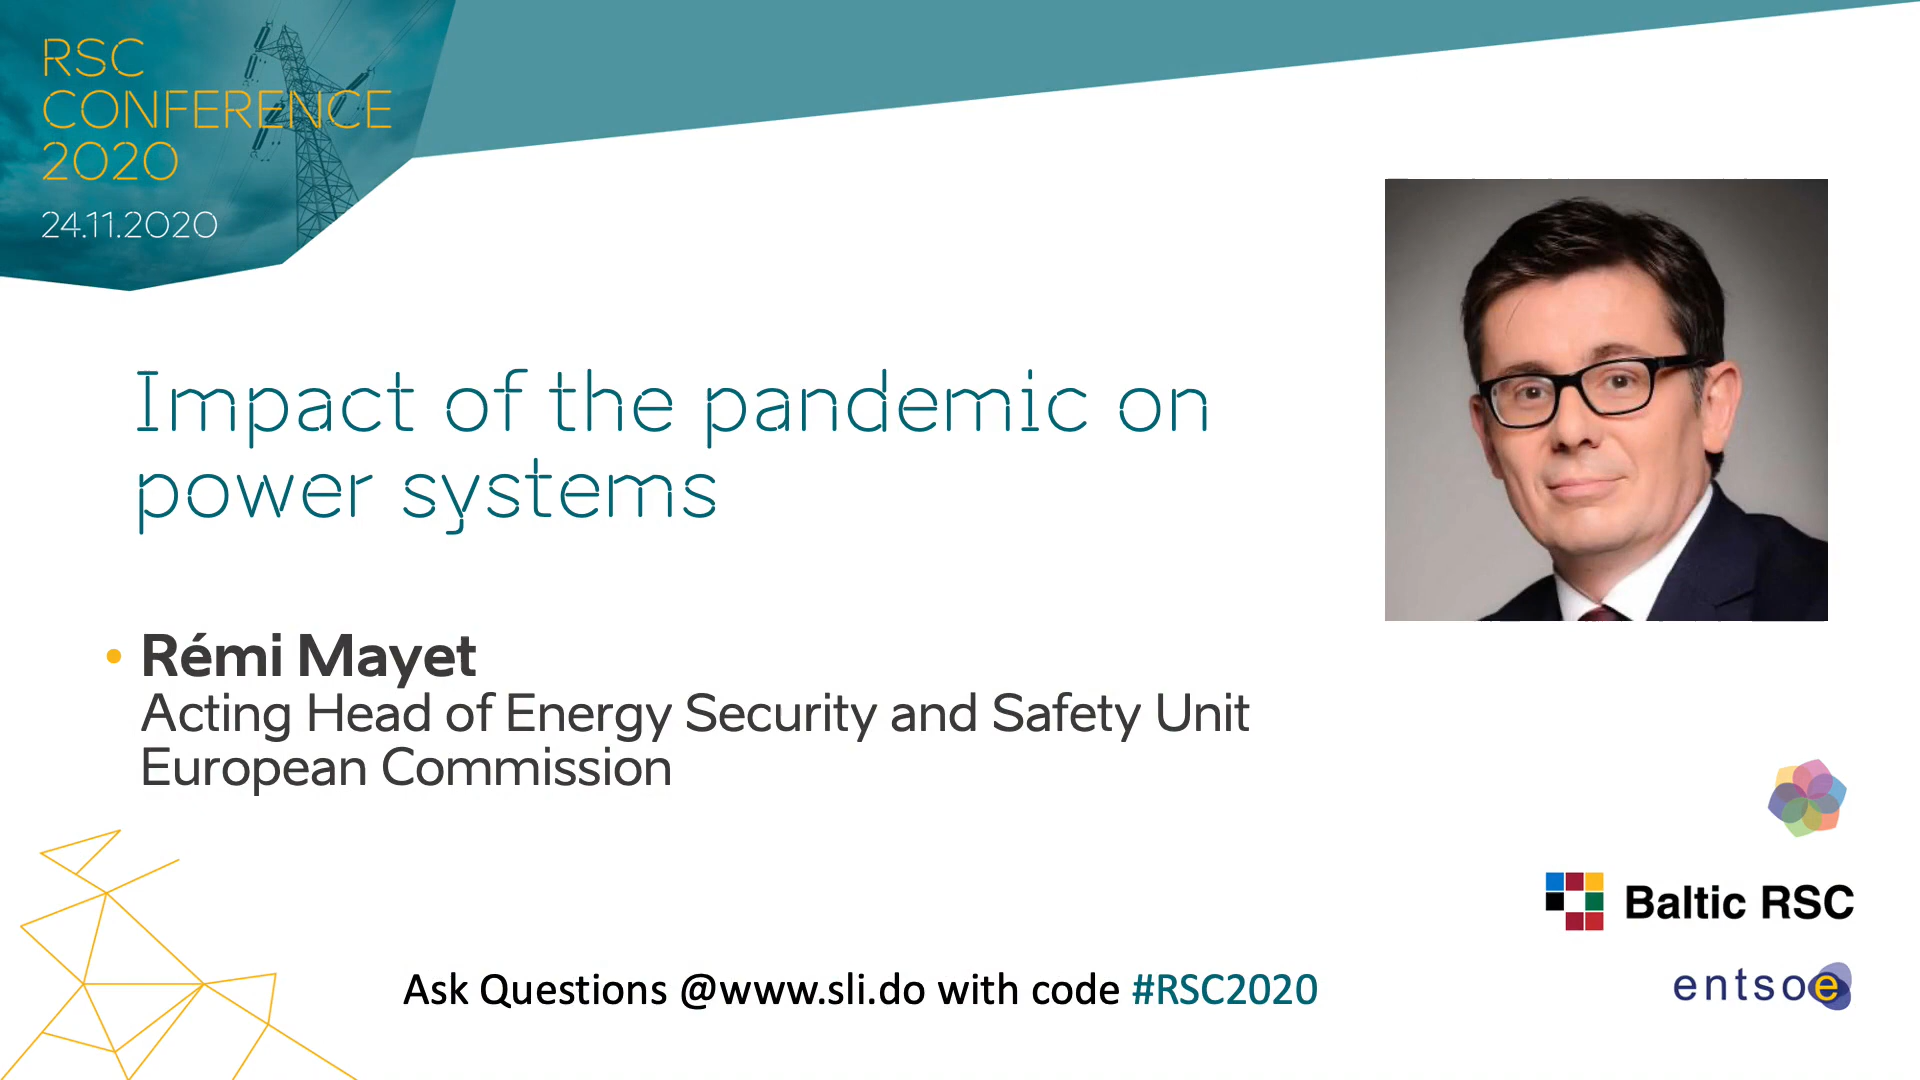 RSC
CONFERENCE
2020
24.11.2020
Impact of the pandemic on
power systems
• Rémi Mayet
Acting Head of Energy Security and Safety Unit
European Commission
Baltic RSC
entsoe
Ask Questions @www.sli.do with code #RSC2020